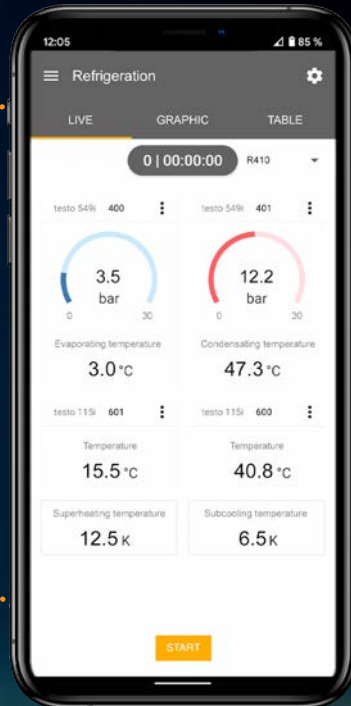 12:05 85 %
Refrigeration
LIVE GRAPHIC TABLE
0 | 00:00:00 R410
testo 549i 400 testo 549i 401
3.5 12.2
bar bar
0 30 0 30
Evaporating temperature Condensating temperature
3.0 °C 47.3 °C
testo 115i 601 testo 115i 600
Temperature Temperature
15.5 °C 40.8 °C
Superheating temperature Subcooling temperature
12.5 K 6.5 K
START